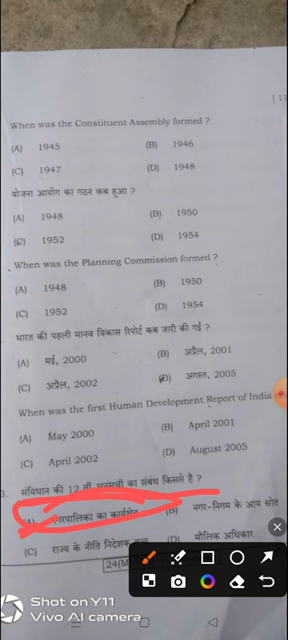 [ 1
When was the Constituent Assembly formed ?
(A) 1945 (B) 1946
(C) 1947 (D) 1948
योजना आयोग का गठन कब हुआ ?
(A) 1948 (B) 1950
(C) 1952 (D) 1954
When was the Planning Commission formed ?
(A) 1948 (B) 1950
(C) 1952 (D) 1954
भारत की पहली मानव विकास रिपोर्ट कब जारी की गई ?
(A) मई, 2000 (B) अप्रैल, 2001
(C) अप्रैल, 2002 (D) अगस्त, 2005
When was the first Human Development Report of India
(A) May 2000 (B) April 2001
(C) April 2002 (D) August 2005
3. संविधान की 12 वीं का संबंध किससे है ?
(A) का (B) नगर-निगम के आय स्रोत
(C) राज्य के नीति निदेशक (D) मौलिक अधिकार
24(M
Shot on Y11
Vivo AI camera